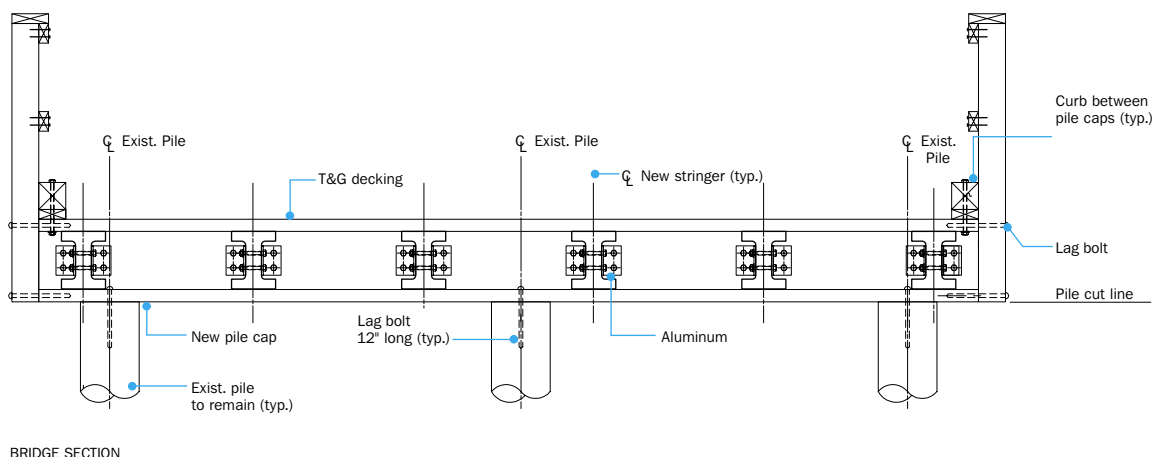 Curb between
pile caps (typ.)
℄ Exist. Pile
℄ Exist. Pile
℄ Exist.
Pile
T&G decking
℄ New stringer (typ.)
Lag bolt
Pile cut line
New pile cap
Lag bolt
12" long (typ.)
Aluminum
Exist. pile
to remain (typ.)
BRIDGE SECTION